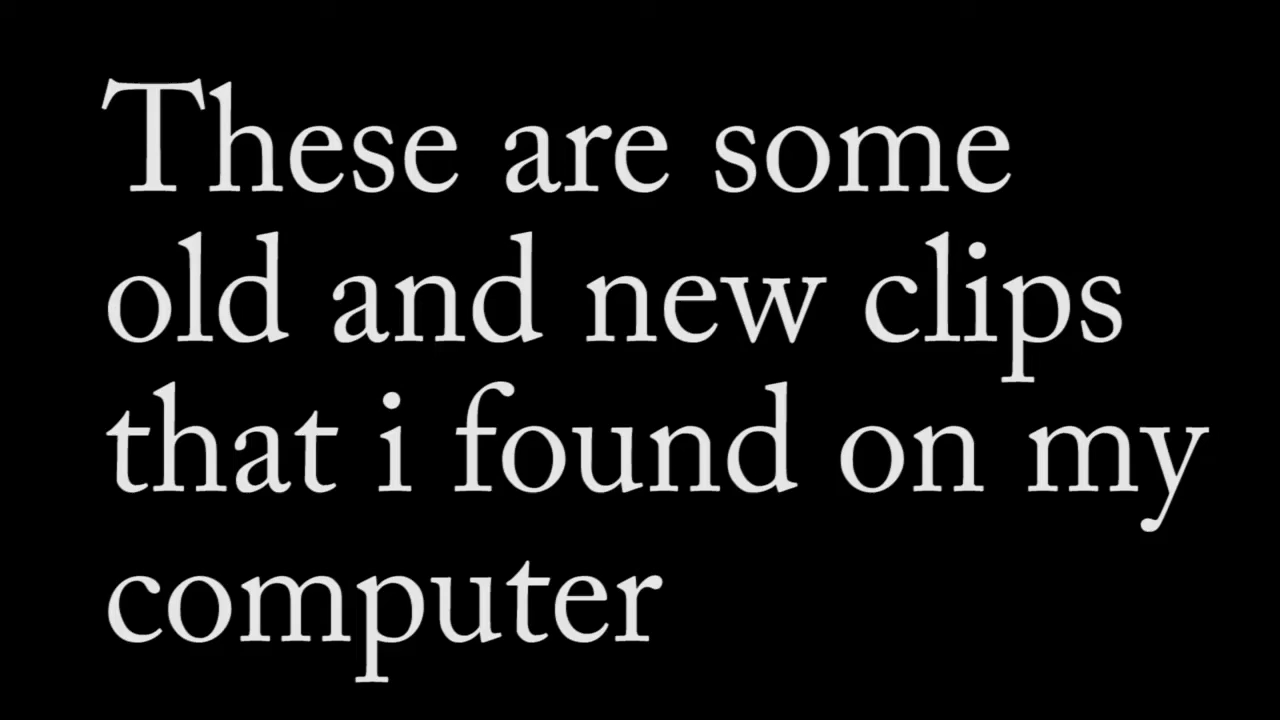 These are some
old and new clips
that i found on my
computer